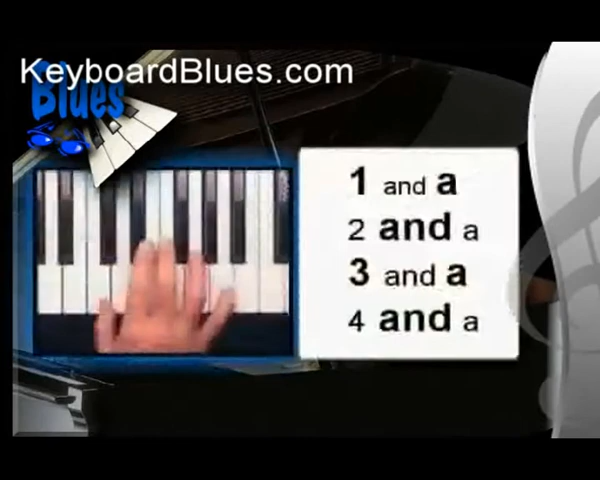 KeyboardBlues.com
Blues
1 and a
2 and a
3 and a
4 and a